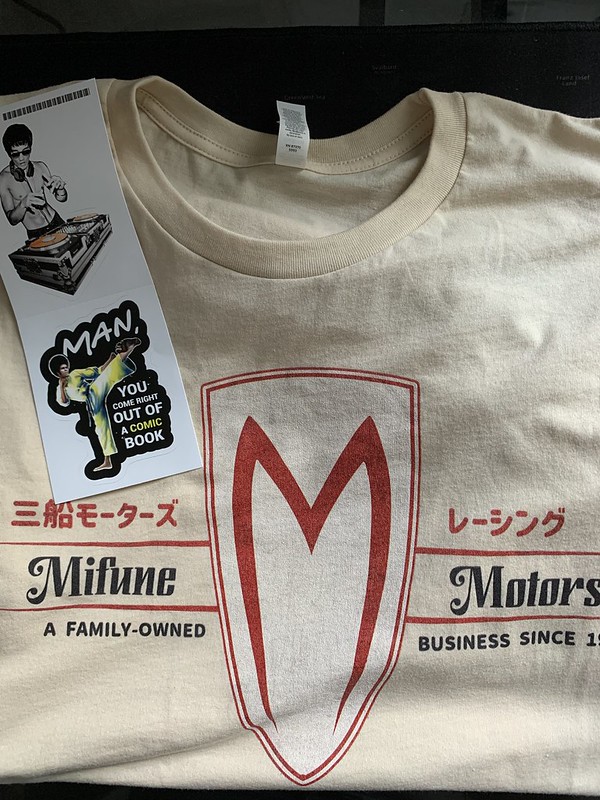 MAN,
YOU
COME RIGHT
OUT OF
A COMIC
BOOK
三船モーターズ
レーシング
Mifune
Motors
A FAMILY-OWNED
BUSINESS SINCE 19